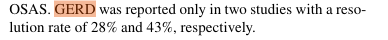 OSAS. GERD was reported only in two studies with a reso-
lution rate of 28% and 43%, respectively.